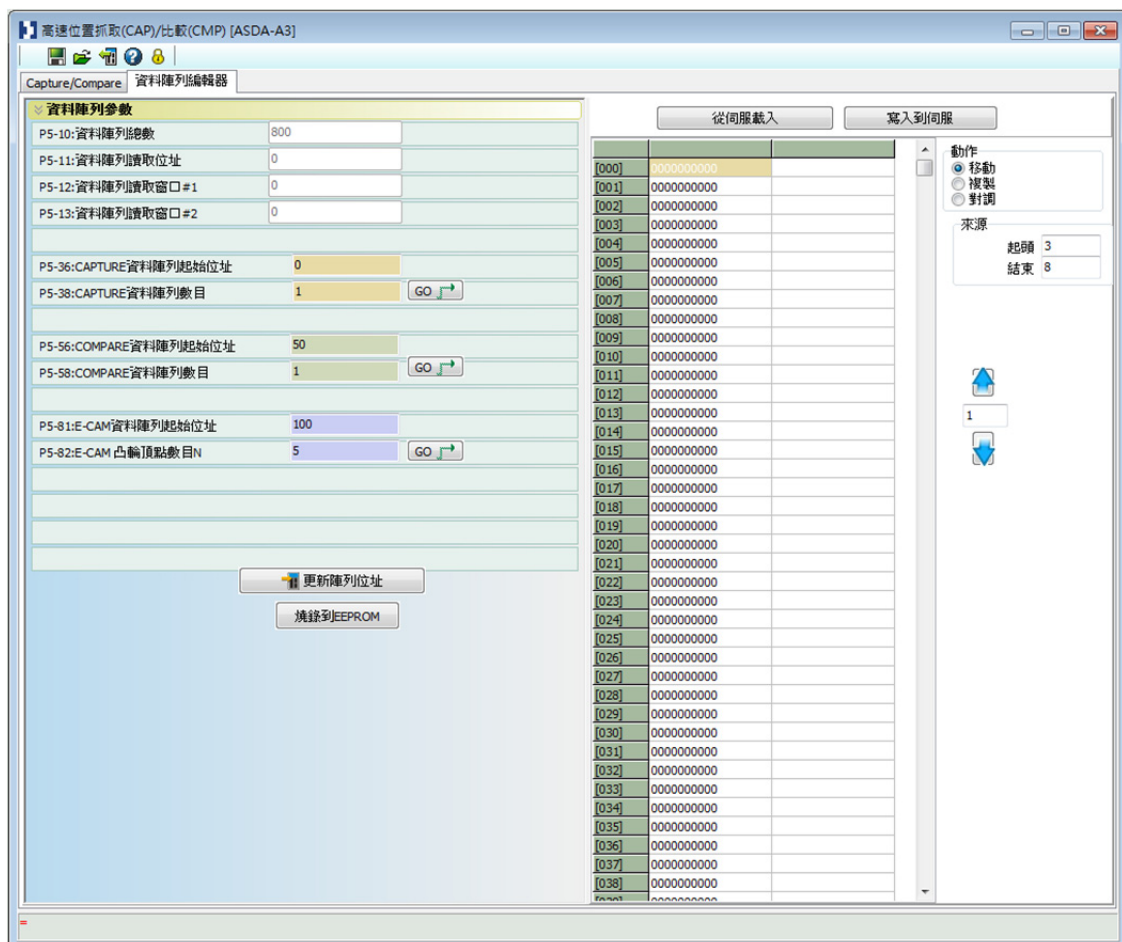 高速位置抓取(CAP)/比較(CMP) [ASDA-A3]
Capture/Compare 資料陣列編輯器
資料陣列參數
P5-10:資料陣列總數 800
P5-11:資料陣列讀取位址 0
P5-12:資料陣列讀取窗口#1 0
P5-13:資料陣列讀取窗口#2 0
P5-36:CAPTURE資料陣列起始位址 0
P5-38:CAPTURE資料陣列數目 1 GO
P5-56:COMPARE資料陣列起始位址 50
P5-58:COMPARE資料陣列數目 1 GO
P5-81:E-CAM資料陣列起始位址 100
P5-82:E-CAM 凸輪頂點數目N 5 GO
更新陣列位址
燒錄到EEPROM
從伺服載入 寫入到伺服
[000] 0000000000
[001] 0000000000
[002] 0000000000
[003] 0000000000
[004] 0000000000
[005] 0000000000
[006] 0000000000
[007] 0000000000
[008] 0000000000
[009] 0000000000
[010] 0000000000
[011] 0000000000
[012] 0000000000
[013] 0000000000
[014] 0000000000
[015] 0000000000
[016] 0000000000
[017] 0000000000
[018] 0000000000
[019] 0000000000
[020] 0000000000
[021] 0000000000
[022] 0000000000
[023] 0000000000
[024] 0000000000
[025] 0000000000
[026] 0000000000
[027] 0000000000
[028] 0000000000
[029] 0000000000
[030] 0000000000
[031] 0000000000
[032] 0000000000
[033] 0000000000
[034] 0000000000
[035] 0000000000
[036] 0000000000
[037] 0000000000
[038] 0000000000
動作
移動
複製
對調
來源
起頭 3
結束 8
1
=